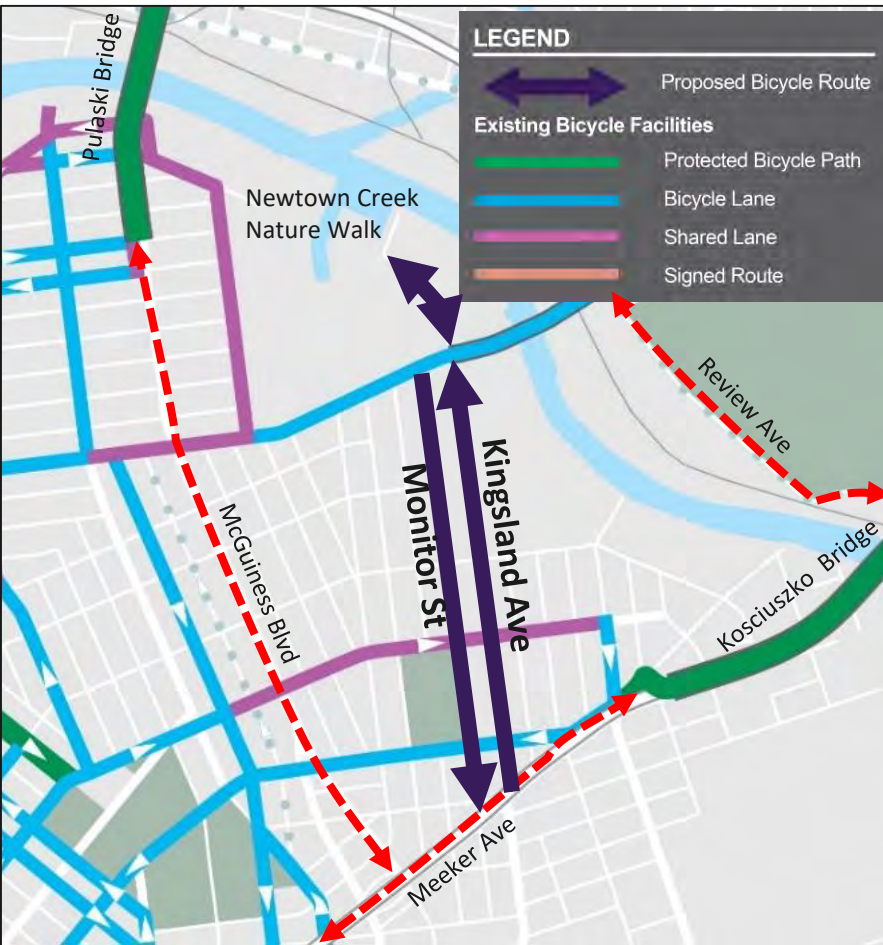 Pulaski Bridge
LEGEND
Proposed Bicycle Route
Existing Bicycle Facilities
Protected Bicycle Path
Bicycle Lane
Shared Lane
Signed Route
Newtown Creek
Nature Walk
Review Ave
Monitor St
Kingsland Ave
McGuiness Blvd
Kosciuszko Bridge
Meeker Ave